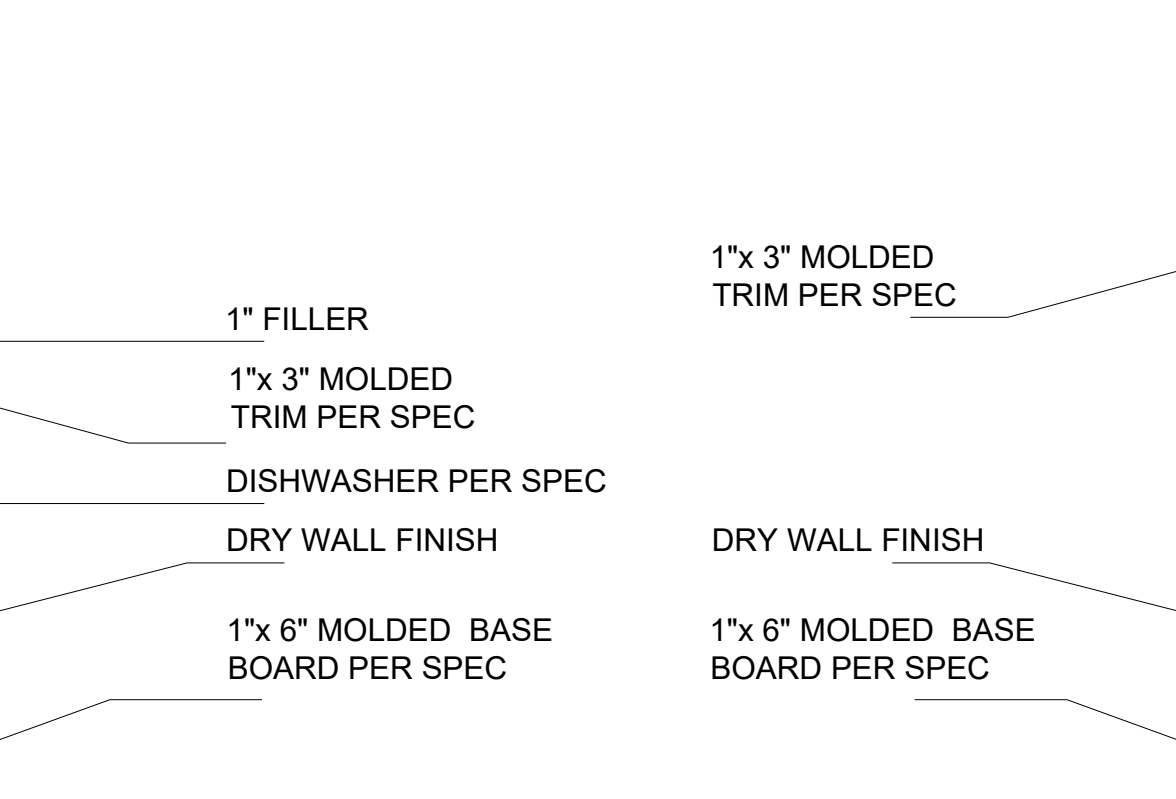 1" FILLER
1"x 3" MOLDED
TRIM PER SPEC
DISHWASHER PER SPEC
DRY WALL FINISH
1"x 6" MOLDED  BASE
BOARD PER SPEC
1"x 3" MOLDED
TRIM PER SPEC
DRY WALL FINISH
1"x 6" MOLDED  BASE
BOARD PER SPEC